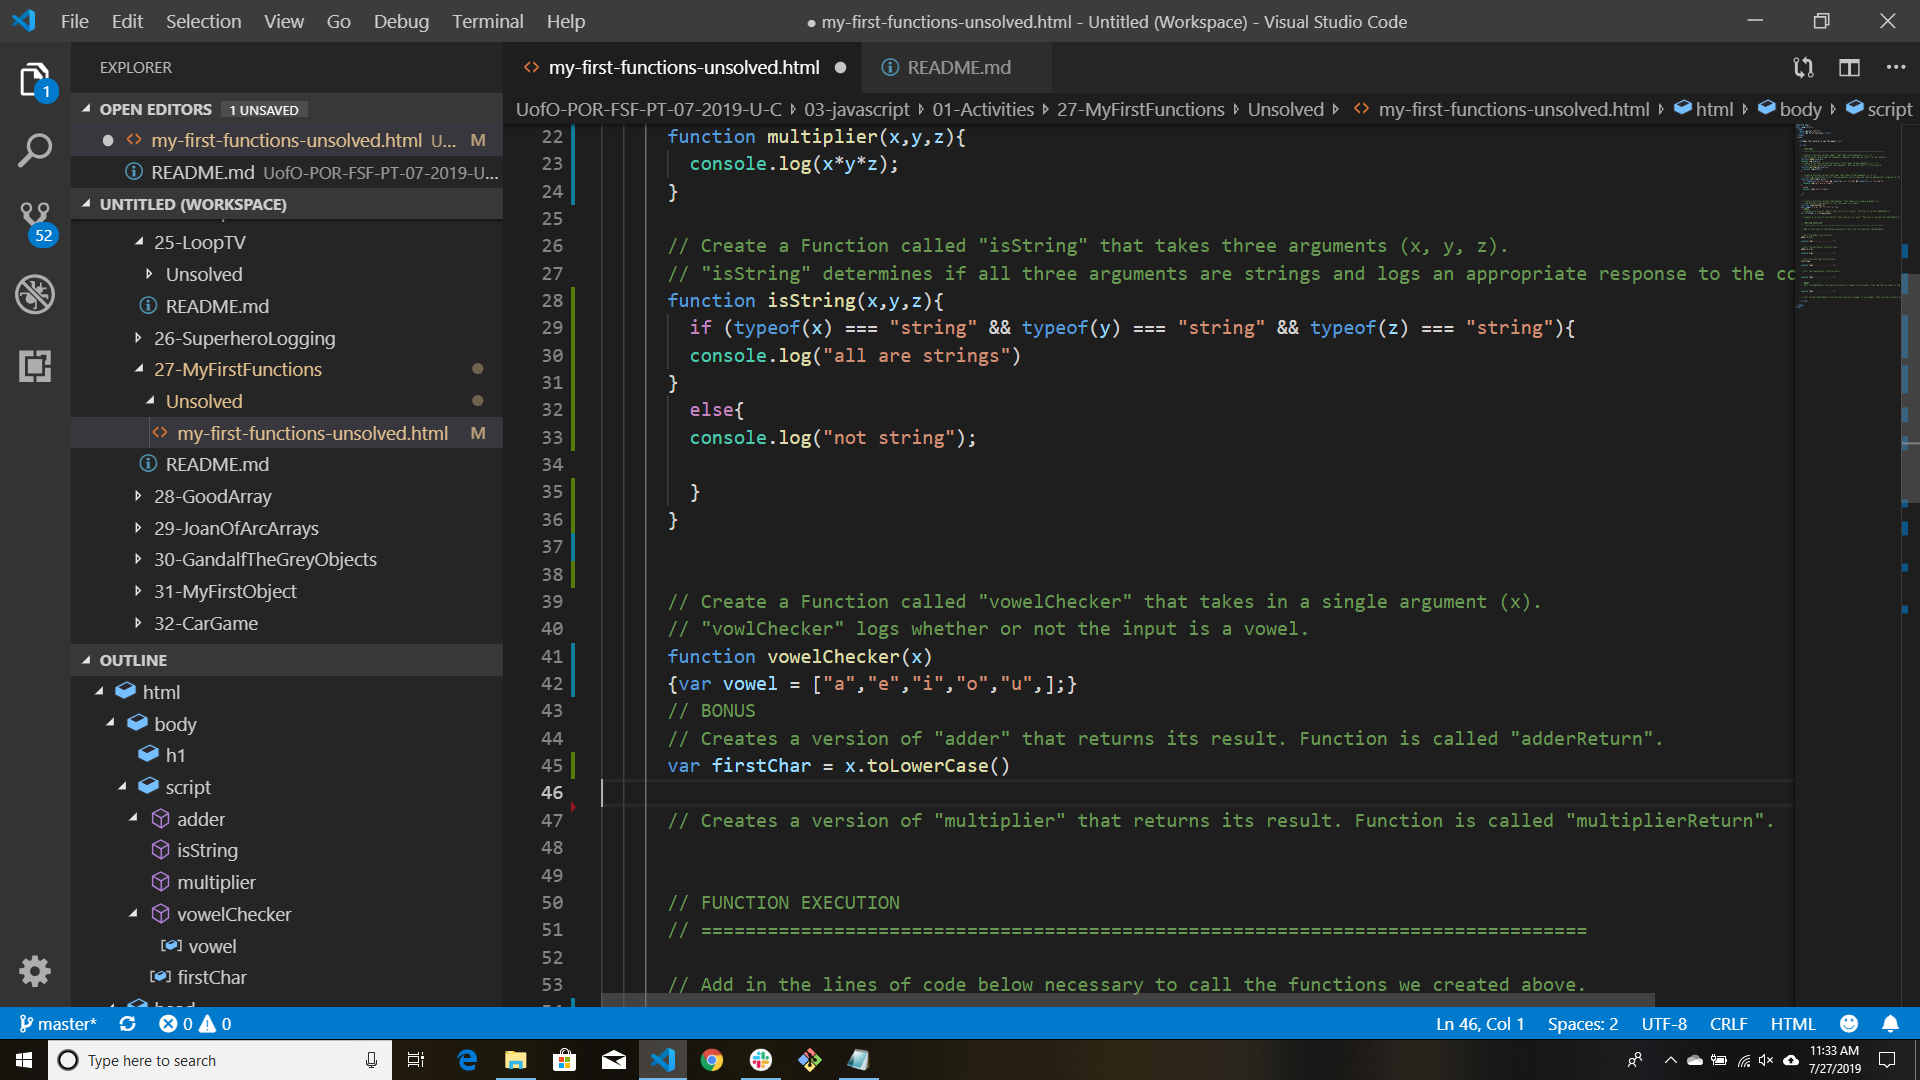 File Edit Selection View Go Debug Terminal Help
● my-first-functions-unsolved.html - Untitled (Workspace) - Visual Studio Code
EXPLORER
1
OPEN EDITORS 1 UNSAVED
my-first-functions-unsolved.html U... M
README.md UofO-POR-FSF-PT-07-2019-U...
UNTITLED (WORKSPACE)
52
25-LoopTV
Unsolved
README.md
26-SuperheroLogging
27-MyFirstFunctions
Unsolved
my-first-functions-unsolved.html M
README.md
28-GoodArray
29-JoanOfArcArrays
30-GandalfTheGreyObjects
31-MyFirstObject
32-CarGame
OUTLINE
html
body
h1
script
adder
isString
multiplier
vowelChecker
vowel
firstChar
head
my-first-functions-unsolved.html
README.md
UofO-POR-FSF-PT-07-2019-U-C 03-javascript 01-Activities 27-MyFirstFunctions Unsolved my-first-functions-unsolved.html html body script
22 function multiplier(x,y,z){
23 console.log(x*y*z);
24 }
25
26 // Create a Function called "isString" that takes three arguments (x, y, z).
27 // "isString" determines if all three arguments are strings and logs an appropriate response to the co
28 function isString(x,y,z){
29 if (typeof(x) === "string" && typeof(y) === "string" && typeof(z) === "string"){
30 console.log("all are strings")
31 }
32 else{
33 console.log("not string");
34
35 }
36 }
37
38
39 // Create a Function called "vowelChecker" that takes in a single argument (x).
40 // "vowlChecker" logs whether or not the input is a vowel.
41 function vowelChecker(x)
42 {var vowel = ["a","e","i","o","u",];}
43 // BONUS
44 // Creates a version of "adder" that returns its result. Function is called "adderReturn".
45 var firstChar = x.toLowerCase()
46
47 // Creates a version of "multiplier" that returns its result. Function is called "multiplierReturn".
48
49
50 // FUNCTION EXECUTION
51 // ================================================================================
52
53 // Add in the lines of code below necessary to call the functions we created above.
master* 0 0
Ln 46, Col 1 Spaces: 2 UTF-8 CRLF HTML
Type here to search
11:33 AM
7/27/2019